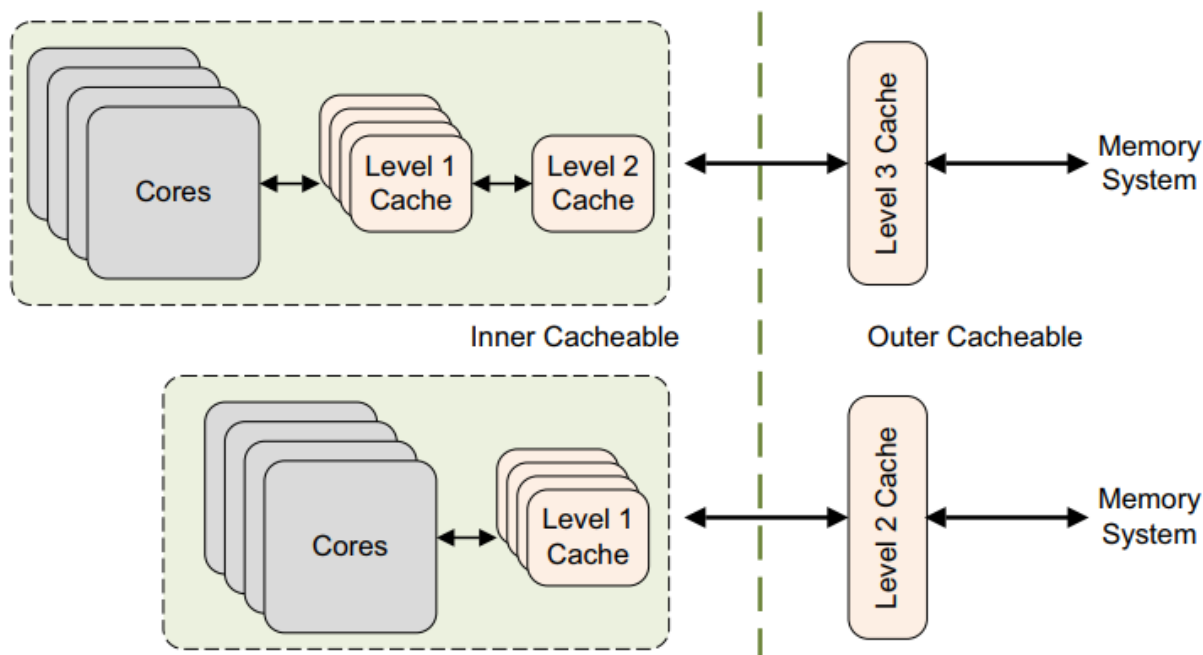 Cores
Level 1
Cache
Level 2
Cache
Level 3 Cache
Memory
System
Inner Cacheable
Outer Cacheable
Cores
Level 1
Cache
Level 2 Cache
Memory
System